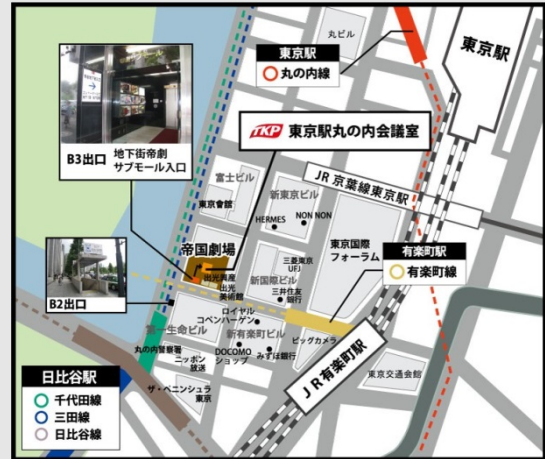 丸ビル
東京駅
丸の内線
東京駅
TKP 東京駅丸の内会議室
B3出口 地下街帝劇
サブモール入口
JR京葉線東京駅
富士ビル
東京會舘
新東京ビル
HERMES
NON NON
帝国劇場
三菱東京
UFJ
東京国際
フォーラム
有楽町駅
有楽町線
出光興産
出光
美術館
新国際ビル
三井住友
銀行
B2出口
第一生命ビル
ロイヤル
コペンハーゲン
新有楽町ビル
ビックカメラ
丸の内警察署
ニッポン
放送
DOCOMO
ショップ
みずほ銀行
JR有楽町駅
東京交通会館
ザ・ペニンシュラ
東京
日比谷駅
千代田線
三田線
日比谷線